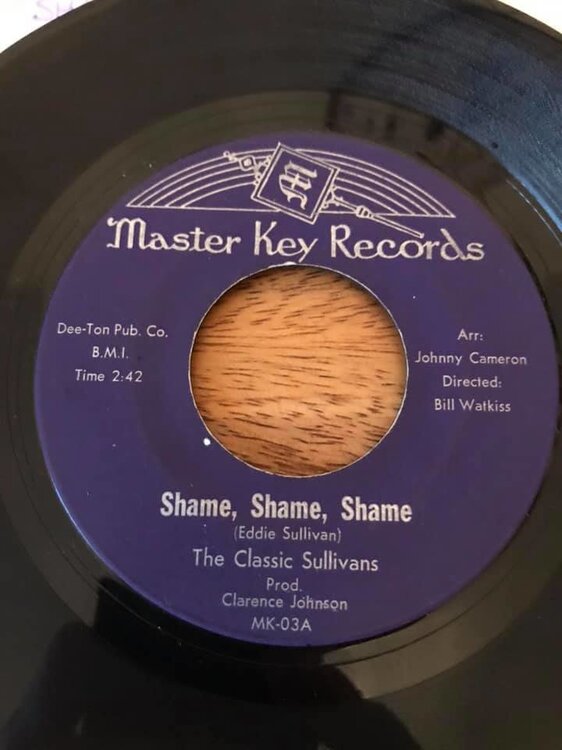 M
Master Key Records
Dee-Ton Pub. Co.
B.M.I.
Time 2:42
Arr:
Johnny Cameron
Directed:
Bill Watkiss
Shame, Shame, Shame
(Eddie Sullivan)
The Classic Sullivans
Prod.
Clarence Johnson
MK-03A